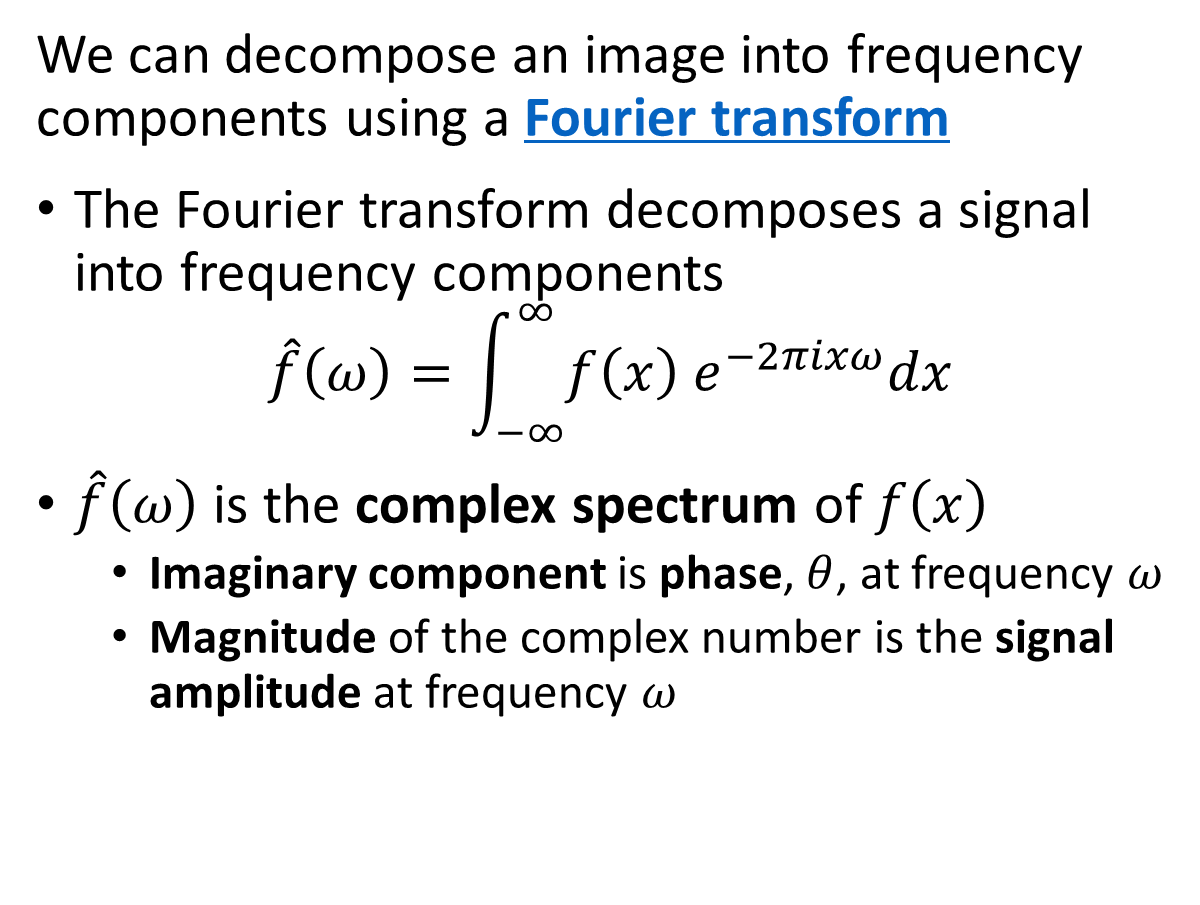 We can decompose an image into frequency
components using a Fourier transform
• The Fourier transform decomposes a signal
into frequency components
f̂(ω) = ∫_{-∞}^{∞} f(x) e^{-2πixω} dx
• f̂(ω) is the complex spectrum of f(x)
• Imaginary component is phase, θ, at frequency ω
• Magnitude of the complex number is the signal
amplitude at frequency ω